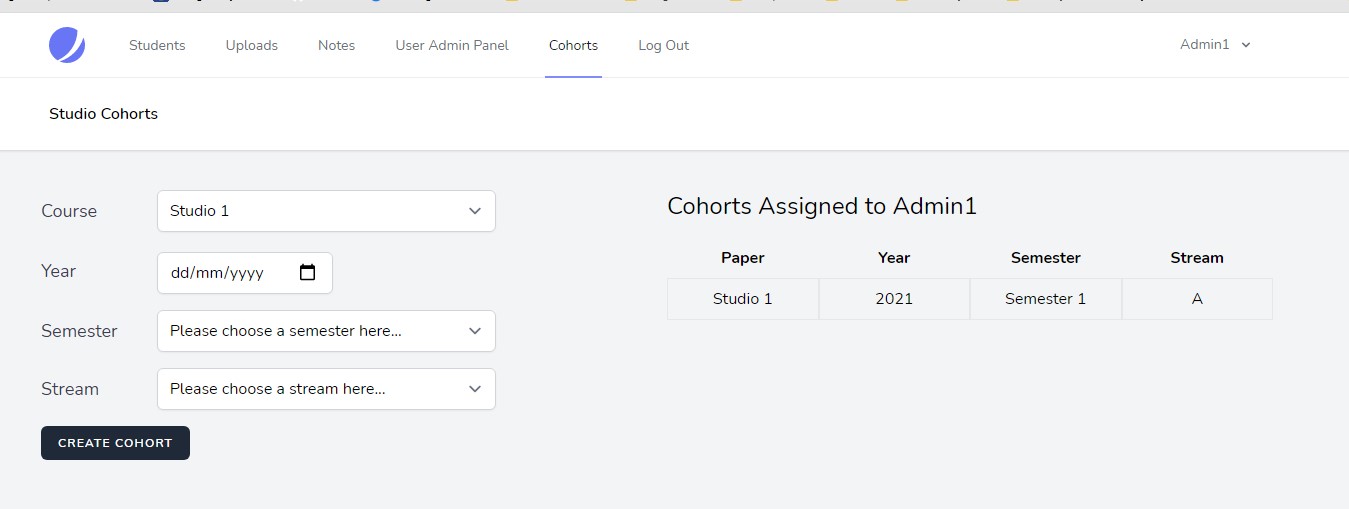 Students Uploads Notes User Admin Panel Cohorts Log Out Admin1
Studio Cohorts
Course Studio 1
Year dd/mm/yyyy
Semester Please choose a semester here...
Stream Please choose a stream here...
CREATE COHORT
Cohorts Assigned to Admin1
Paper Year Semester Stream
Studio 1 2021 Semester 1 A